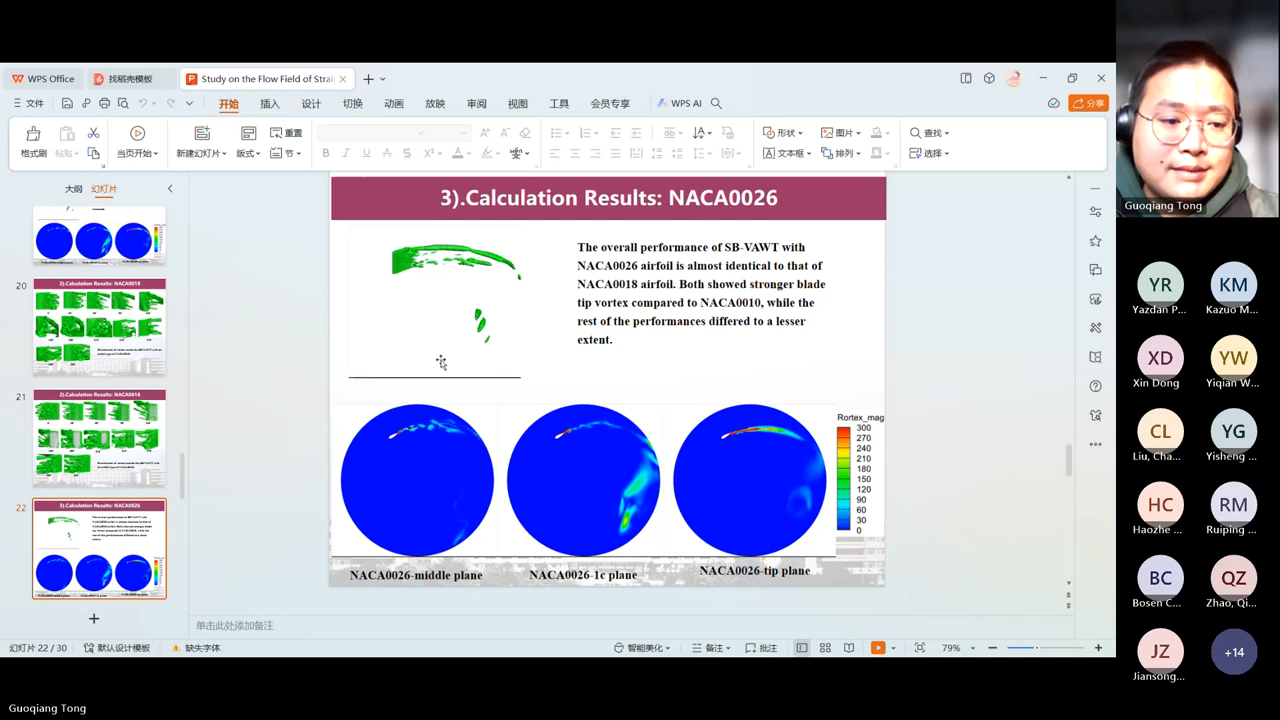 WPS Office
找稻壳模板
Study on the Flow Field of Strai
文件
开始
插入
设计
切换
动画
放映
审阅
视图
工具
会员专享
WPS AI
分享
格式刷
粘贴
当页开始
新建幻灯片
版式
重置
节
形状
图片
文本框
排列
查找
选择
大纲
幻灯片
20
2).Calculation Results: NACA0018
21
2).Calculation Results: NACA0018
22
3).Calculation Results: NACA0026
3).Calculation Results: NACA0026
The overall performance of SB-VAWT with
NACA0026 airfoil is almost identical to that of
NACA0018 airfoil. Both showed stronger blade
tip vortex compared to NACA0010, while the
rest of the performances differed to a lesser
extent.
Rortex_mag
300
270
240
210
180
150
120
90
60
30
0
NACA0026-middle plane
NACA0026-1c plane
NACA0026-tip plane
单击此处添加备注
幻灯片 22 / 30
默认设计模板
缺失字体
智能美化
备注
批注
79%
Guoqiang Tong
YR
Yazdan P...
KM
Kazuo M...
XD
Xin Dong
YW
Yiqian W...
CL
Liu, Cha...
YG
Yisheng ...
HC
Haozhe ...
RM
Ruiping ...
BC
Bosen C...
QZ
Zhao, Qi...
JZ
Jiansong...
+14
Guoqiang Tong